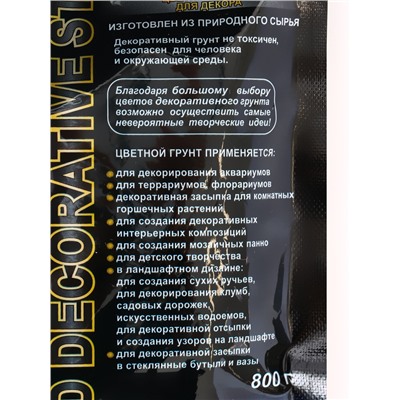 ДЛЯ ДЕКОРА
ИЗГОТОВЛЕН ИЗ ПРИРОДНОГО СЫРЬЯ
Декоративный грунт не токсичен,
безопасен для человека
и окружающей среды.
Благодаря большому выбору
цветов декоративного грунта
возможно осуществить самые
невероятные творческие идеи!
ЦВЕТНОЙ ГРУНТ ПРИМЕНЯЕТСЯ:
для декорирования аквариумов
для террариумов, флорариумов
декоративная засыпка для комнатных
горшечных растений
для создания декоративных
интерьерных композиций
для создания мозаичных панно
для детского творчества
в ландшафтном дизайне:
для создания сухих ручьев,
для декорирования клумб,
садовых дорожек,
искусственных водоемов,
для декоративной отсыпки
и создания узоров на ландшафте
для декоративной засыпки
в стеклянные бутыли и вазы
800 г
DECORATIVE